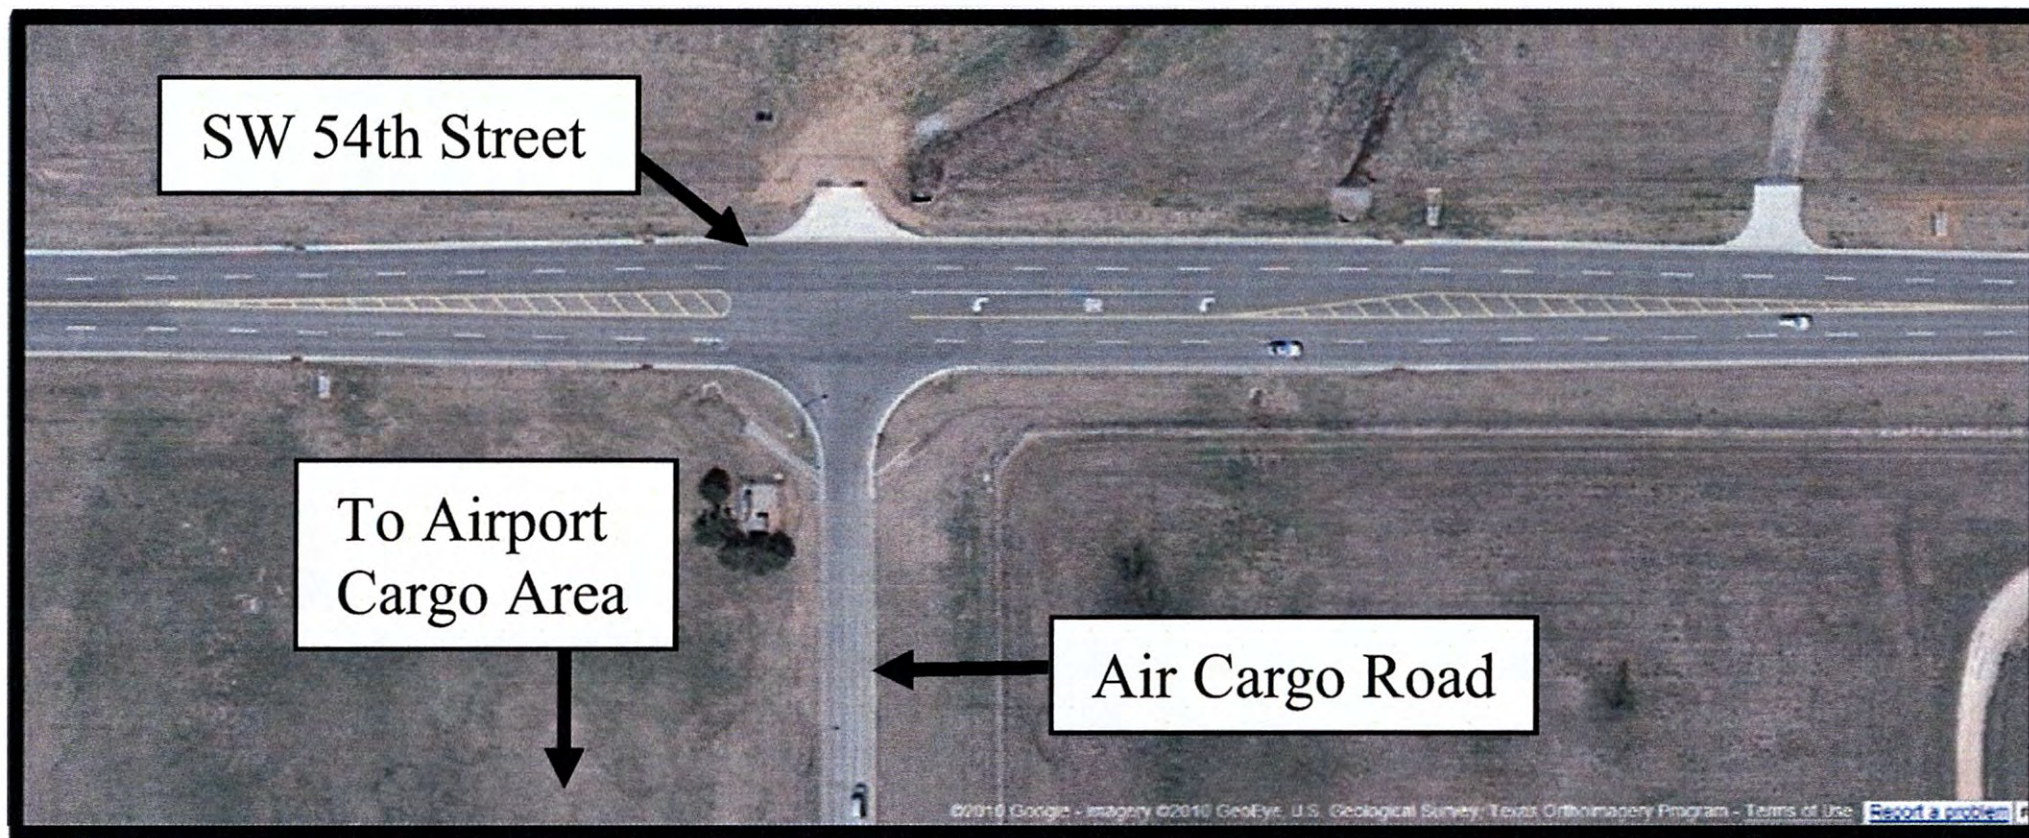 SW 54th Street
To Airport
Cargo Area
Air Cargo Road
©2010 Google - Imagery ©2010 GeoEye, U.S. Geological Survey, Texas Orthoimagery Program - Terms of Use
Report a problem